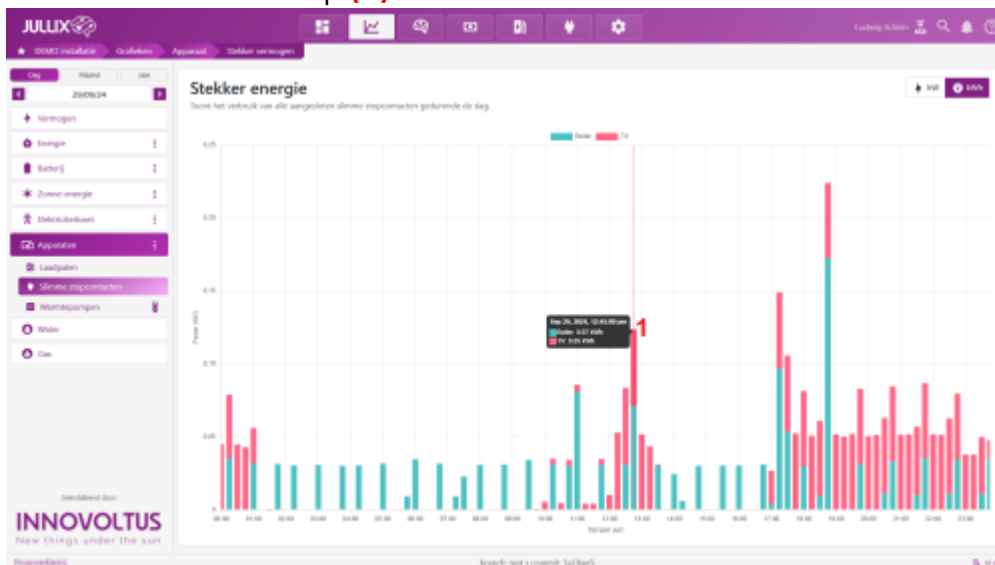 JULLIX
Ludwig Admin
DEMO installatie
Grafieken
Apparaat
Stekker vermogen
Dag
Maand
Jaar
29/09/24
Vermogen
Energie
Batterij
Zonne-energie
Elektriciteitsnet
Apparaten
Laadpalen
Slimme stopcontacten
Warmtepompen
Water
Gas
Geïnstalleerd door:
INNOVOLTUS
New things under the sun
Stekker energie
Toont het verbruik van alle aangesloten slimme stopcontacten gedurende de dag.
kW
kWh
Boiler
TV
0,25
0,20
0,15
0,10
0,05
0
Sep 29, 2024, 12:45:00 pm
Boiler: 0.07 kWh
TV: 0.05 kWh
1
00:00 01:00 02:00 03:00 04:00 05:00 06:00 07:00 08:00 09:00 10:00 11:00 12:00 13:00 14:00 15:00 16:00 17:00 18:00 19:00 20:00 21:00 22:00 23:00